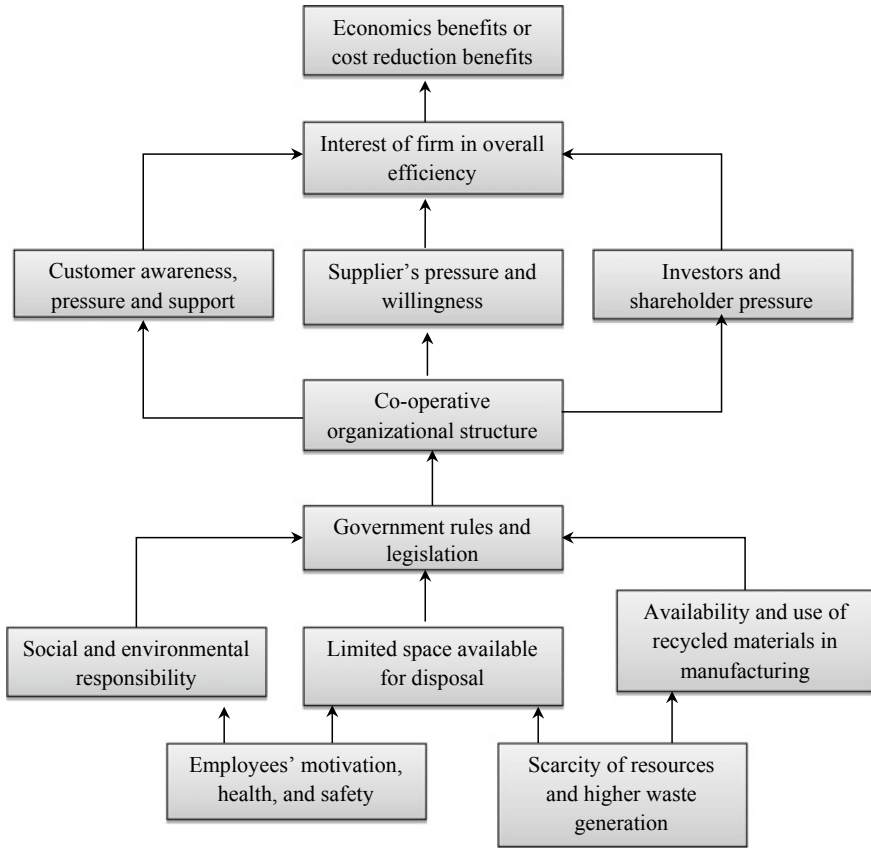 Economics benefits or
cost reduction benefits
Interest of firm in overall
efficiency
Customer awareness,
pressure and support
Supplier’s pressure and
willingness
Investors and
shareholder pressure
Co-operative
organizational structure
Government rules and
legislation
Social and environmental
responsibility
Limited space available
for disposal
Availability and use of
recycled materials in
manufacturing
Employees’ motivation,
health, and safety
Scarcity of resources
and higher waste
generation